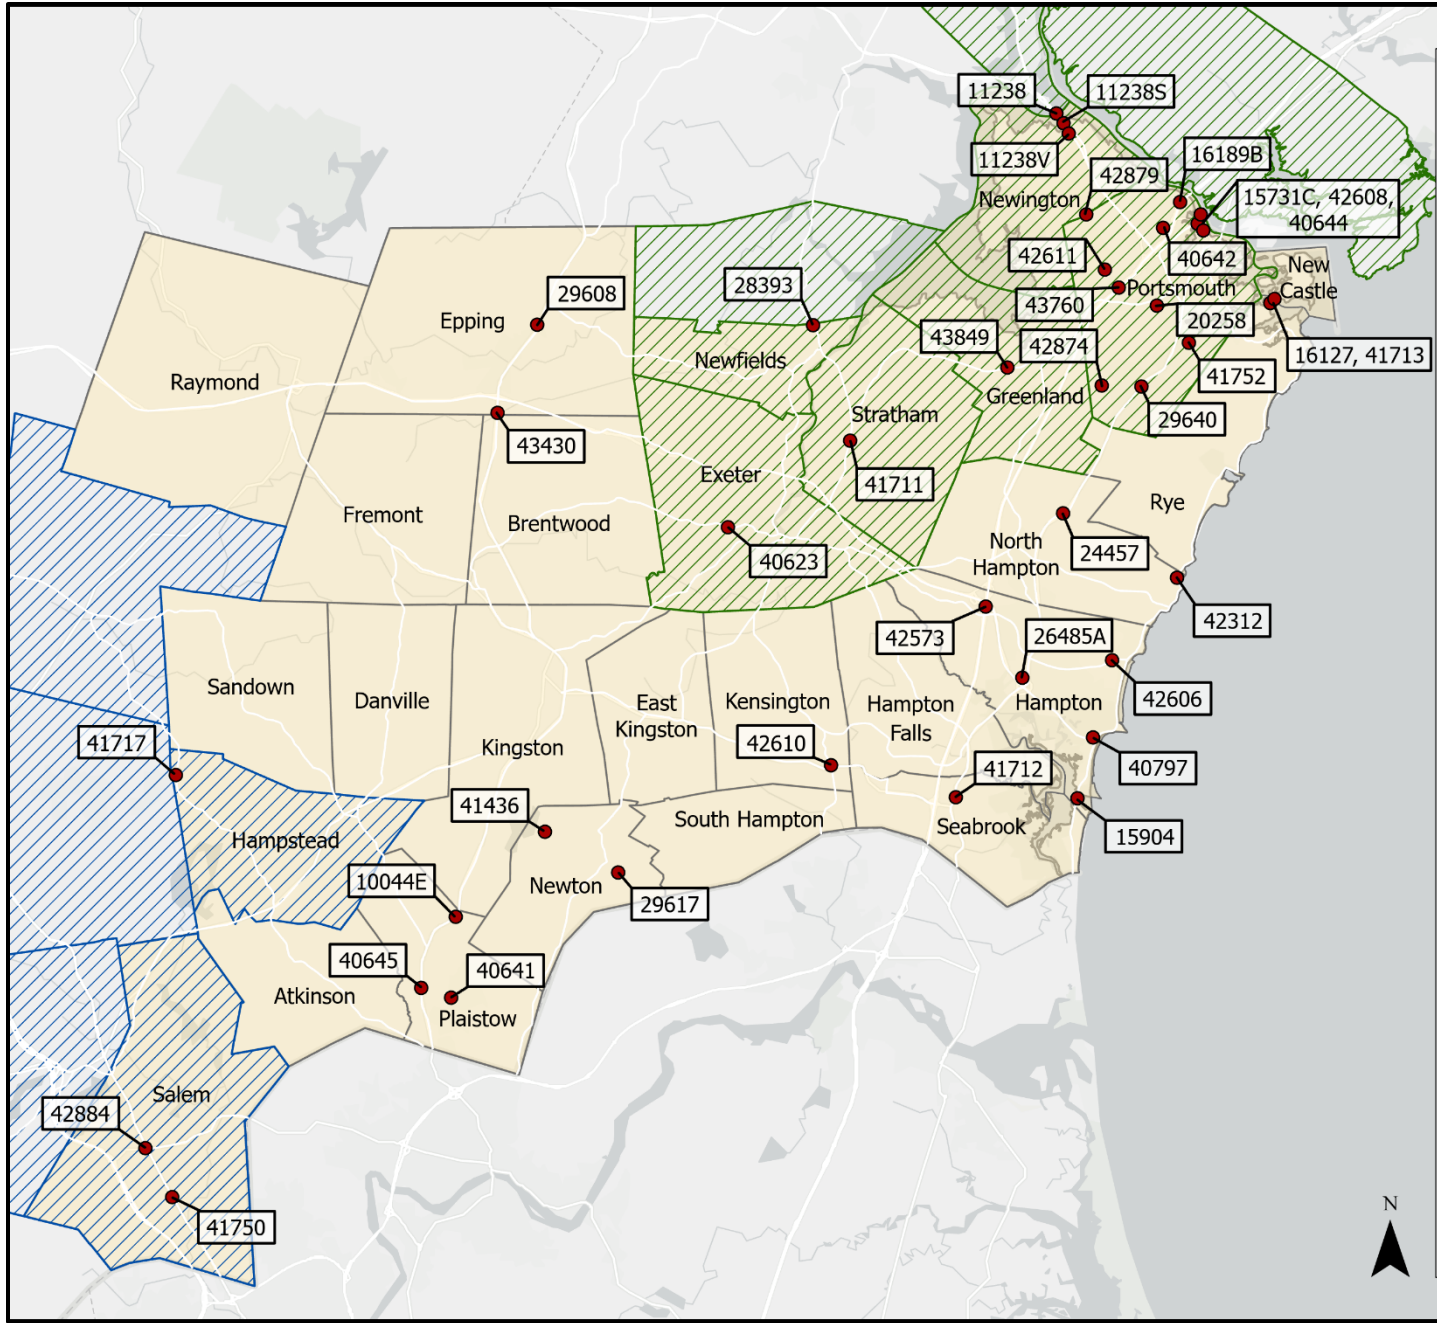 11238
11238S
11238V
16189B
42879
Newington
15731C, 42608,
40644
42611
40642
New
Castle
28393
29608
43760
Portsmouth
20258
Epping
43849
42874
16127, 41713
Newfields
41752
Raymond
Greenland
Stratham
29640
43430
Exeter
41711
Rye
Fremont
Brentwood
North
Hampton
24457
40623
42312
42573
26485A
Sandown
Danville
East
Kingston
Kensington
Hampton
Falls
Hampton
42606
41717
Kingston
42610
41712
40797
41436
South Hampton
Seabrook
15904
Hampstead
10044E
Newton
29617
40645
40641
Atkinson
Plaistow
Salem
42884
41750
N